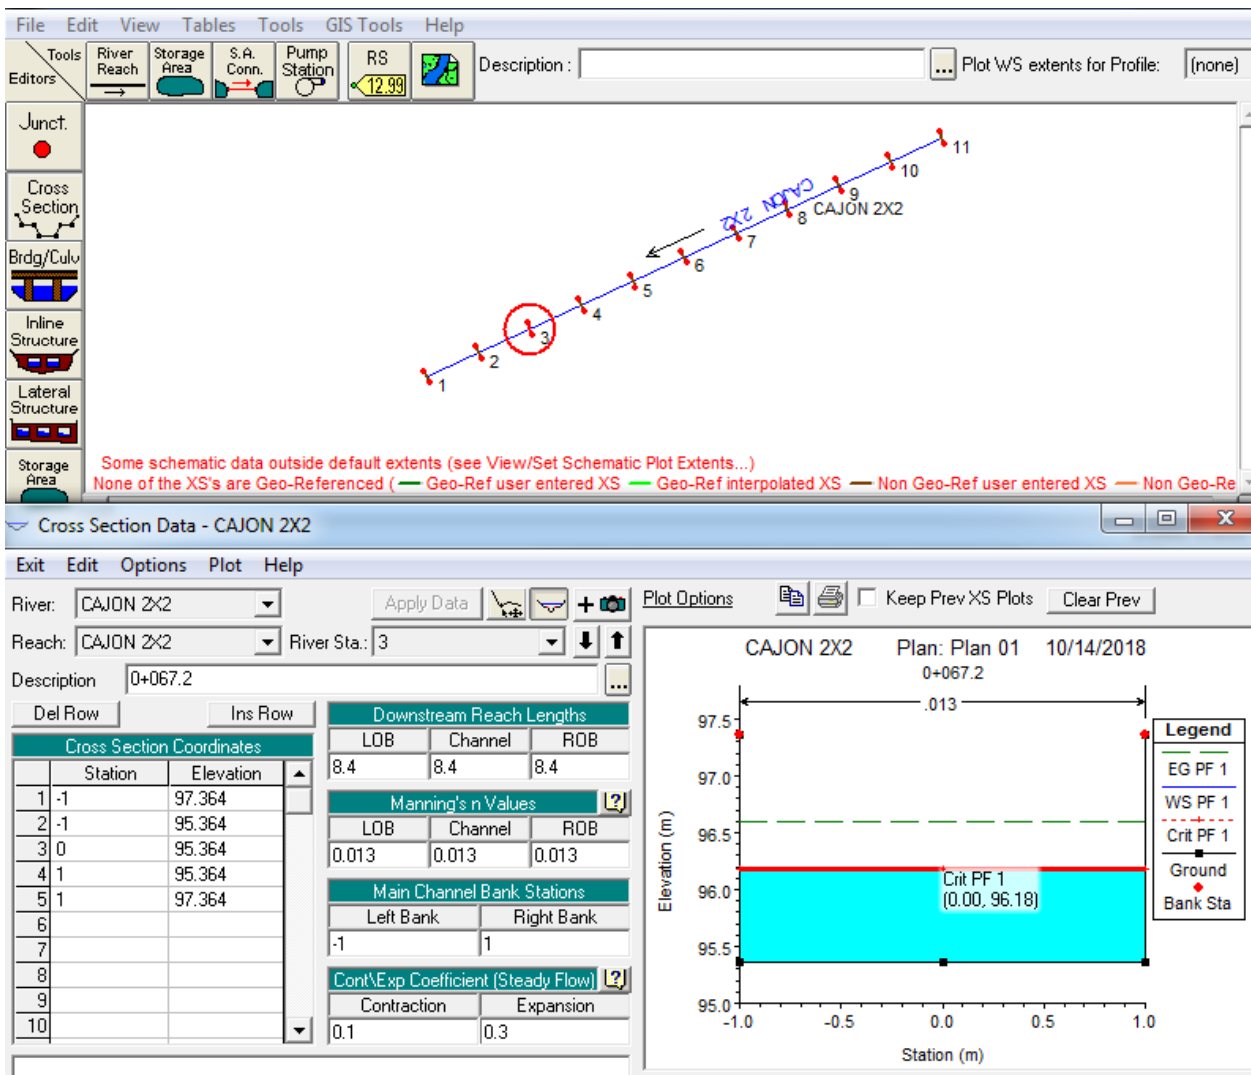 File Edit View Tables Tools GIS Tools Help
Tools
Editors
River Reach
Storage Area
S.A. Conn.
Pump Station
RS
12.99
Description :
...
Plot WS extents for Profile:
(none)
Junct.
Cross Section
Brdg/Culv
Inline Structure
Lateral Structure
Storage Area
11
10
9
CAJON 2X2
8
CAJON 2X2
7
6
5
4
3
2
1
Some schematic data outside default extents (see View/Set Schematic Plot Extents...)
None of the XS's are Geo-Referenced ( Geo-Ref user entered XS Geo-Ref interpolated XS Non Geo-Ref user entered XS Non Geo-Re
Cross Section Data - CAJON 2X2
Exit Edit Options Plot Help
River: CAJON 2X2
Apply Data
Reach: CAJON 2X2 River Sta.: 3
Description 0+067.2 ...
Del Row Ins Row
Cross Section Coordinates
Station Elevation
1 -1 97.364
2 -1 95.364
3 0 95.364
4 1 95.364
5 1 97.364
6
7
8
9
10
Downstream Reach Lengths
LOB Channel ROB
8.4 8.4 8.4
Manning's n Values
LOB Channel ROB
0.013 0.013 0.013
Main Channel Bank Stations
Left Bank Right Bank
-1 1
Cont\Exp Coefficient (Steady Flow)
Contraction Expansion
0.1 0.3
Plot Options Keep Prev XS Plots Clear Prev
CAJON 2X2 Plan: Plan 01 10/14/2018
0+067.2
.013
97.5
97.0
96.5
96.0
95.5
95.0
Elevation (m)
Crit PF 1
(0.00, 96.18)
-1.0 -0.5 0.0 0.5 1.0
Station (m)
Legend
EG PF 1
WS PF 1
Crit PF 1
Ground
Bank Sta